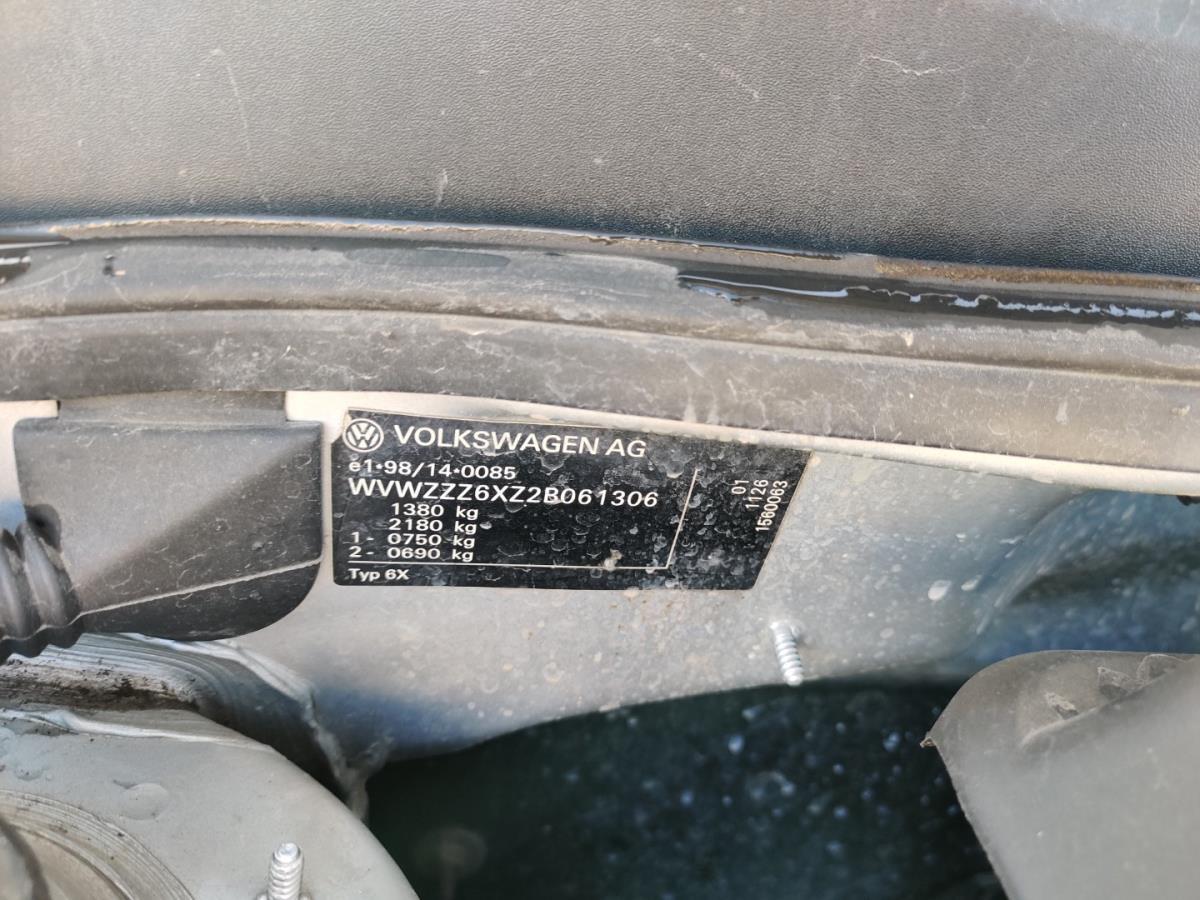 VOLKSWAGEN AG
e1*98/14*0085
WVWZZZ6XZ2B061306
1380 kg
2180 kg
1- 0750 kg
2- 0690 kg
Typ 6X
01
1126
1560063